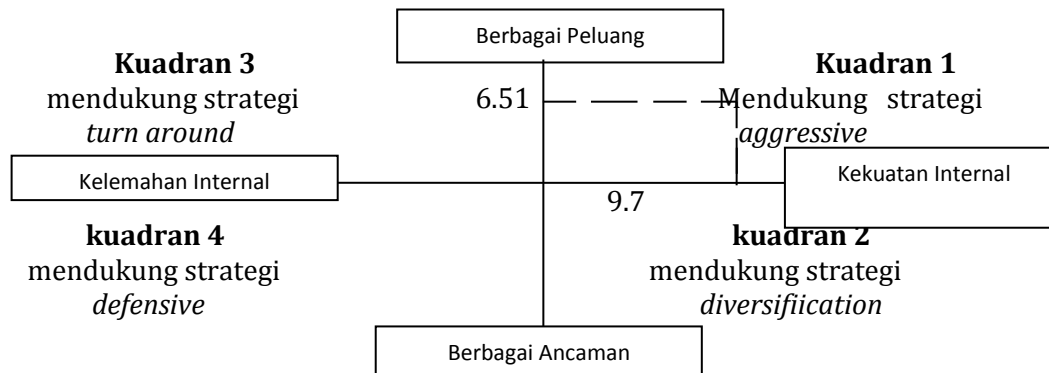 Berbagai Peluang
Kuadran 3
mendukung strategi
turn around
6.51
Kuadran 1
Mendukung strategi
aggressive
Kelemahan Internal
Kekuatan Internal
9.7
kuadran 4
mendukung strategi
defensive
kuadran 2
mendukung strategi
diversifiication
Berbagai Ancaman